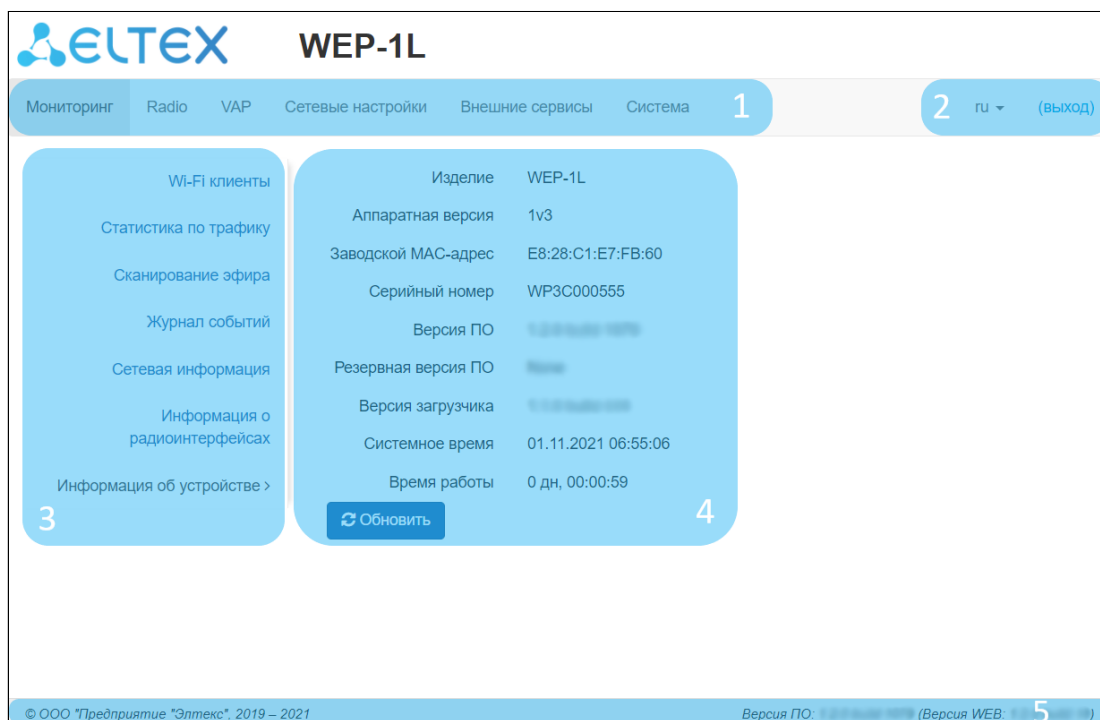 ELTEX WEP-1L
Мониторинг Radio VAP Сетевые настройки Внешние сервисы Система 1 2 ru (выход)
Wi-Fi клиенты
Статистика по трафику
Сканирование эфира
Журнал событий
Сетевая информация
Информация о
радиоинтерфейсах
Информация об устройстве >
3
Изделие WEP-1L
Аппаратная версия 1v3
Заводской MAC-адрес E8:28:C1:E7:FB:60
Серийный номер WP3C000555
Версия ПО
Резервная версия ПО
Версия загрузчика
Системное время 01.11.2021 06:55:06
Время работы 0 дн, 00:00:59
Обновить
4
© ООО "Предприятие "Элтекс", 2019 – 2021
Версия ПО: (Версия WEB: 5 )